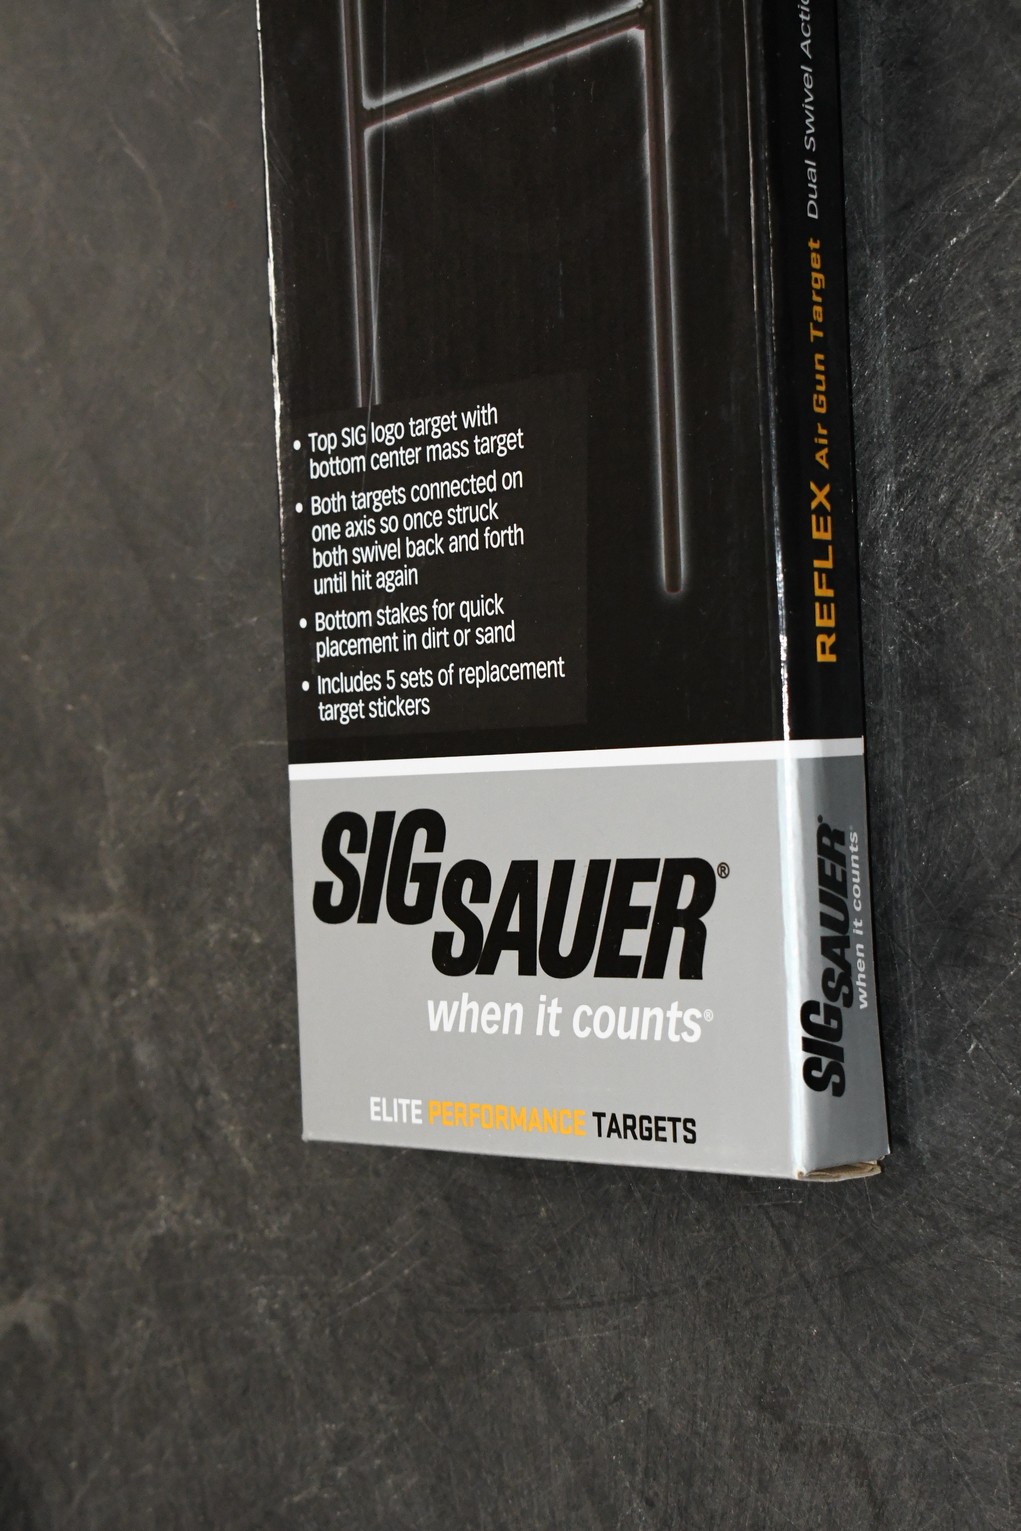 • Top SIG logo target with
bottom center mass target
• Both targets connected on
one axis so once struck
both swivel back and forth
until hit again
• Bottom stakes for quick
placement in dirt or sand
• Includes 5 sets of replacement
target stickers
SIG
SAUER®
when it counts®
ELITE PERFORMANCE TARGETS
REFLEX Air Gun Target Dual Swivel
SIG
SAUER®
when it counts®